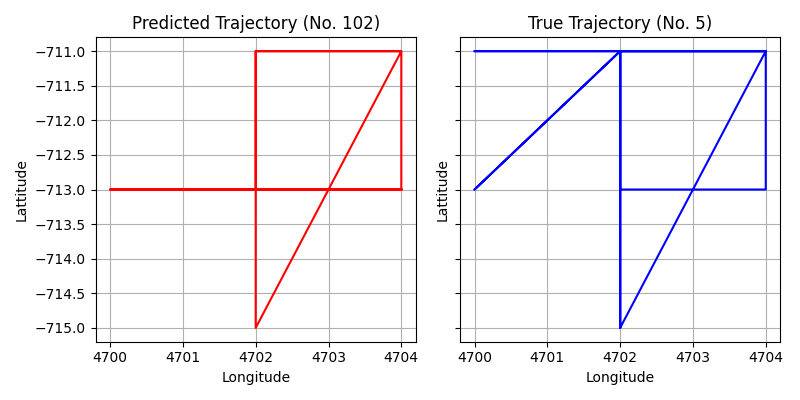 Predicted Trajectory (No. 102)
True Trajectory (No. 5)
−711.0
−711.5
−712.0
−712.5
−713.0
−713.5
−714.0
−714.5
−715.0
Lattitude
Lattitude
4700 4701 4702 4703 4704
4700 4701 4702 4703 4704
Longitude
Longitude